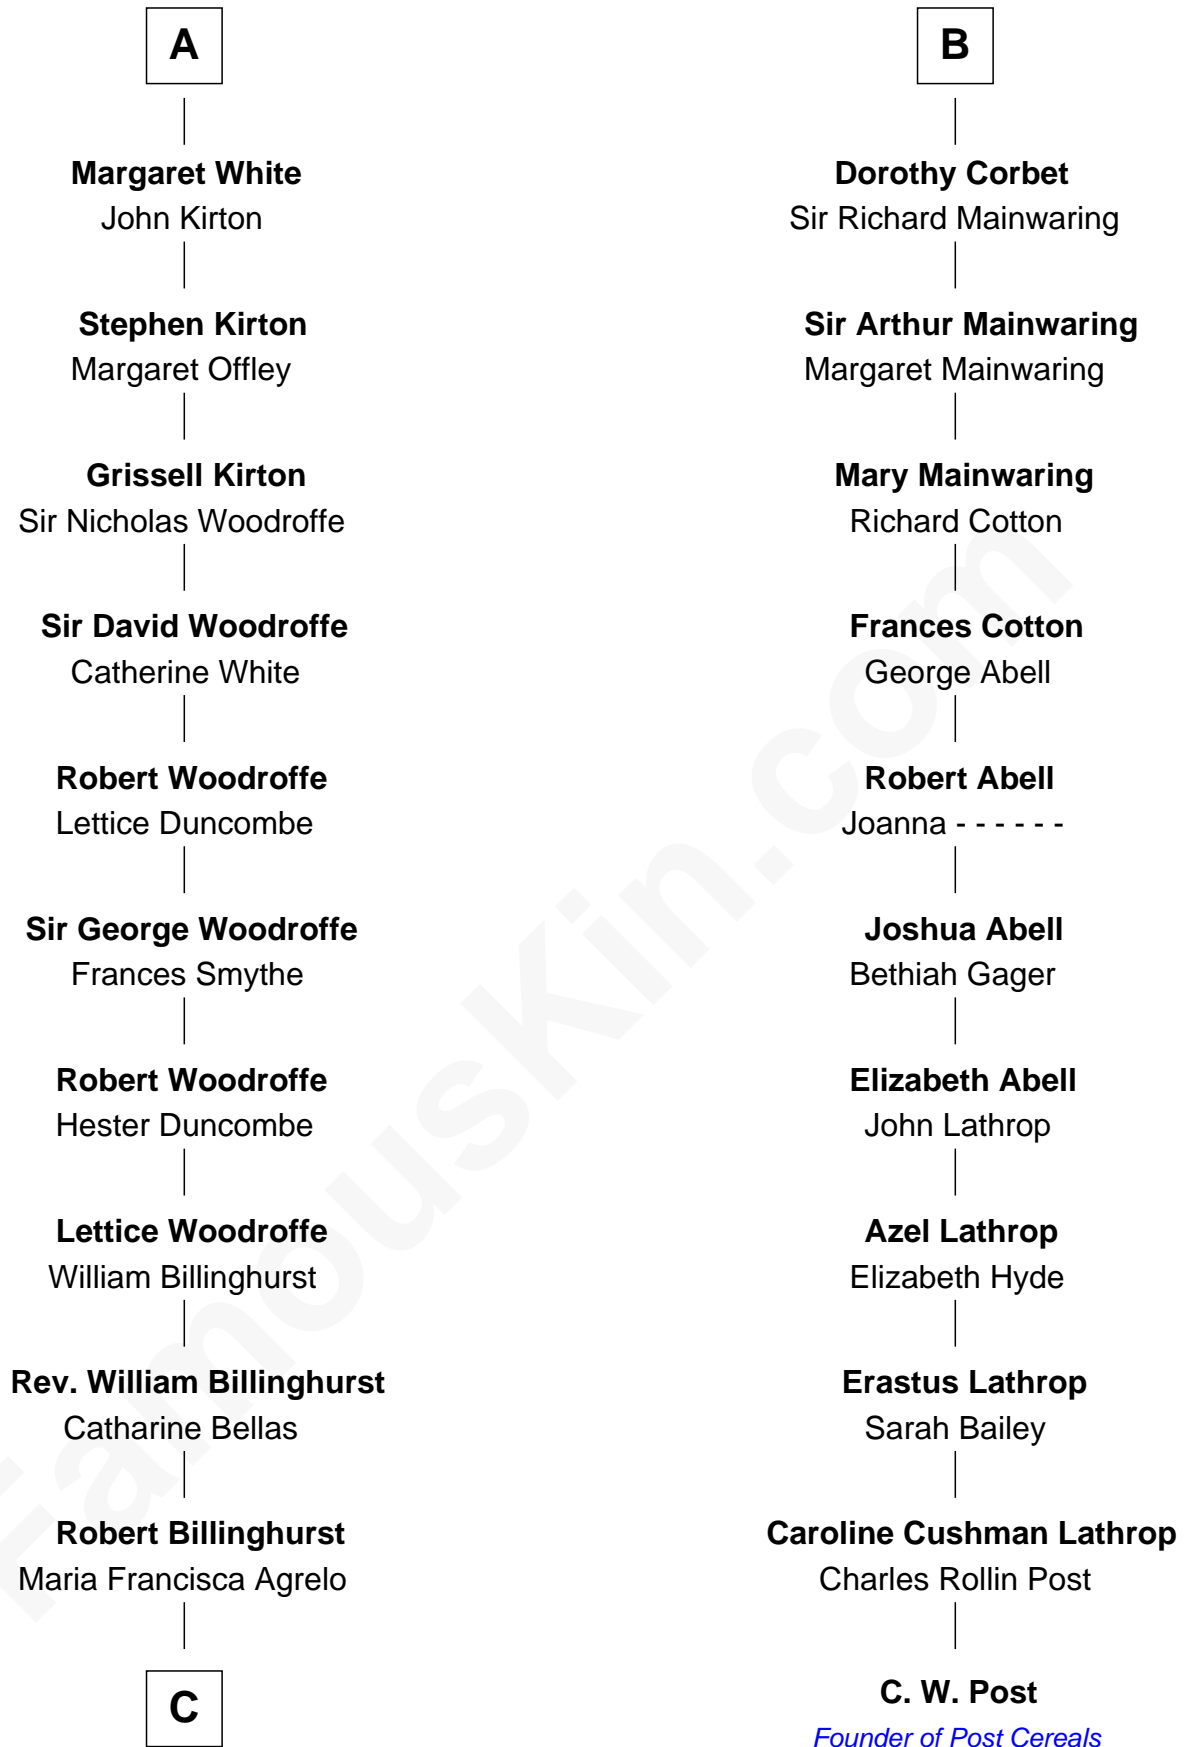 A
Margaret White
John Kirton
Stephen Kirton
Margaret Offley
Grissell Kirton
Sir Nicholas Woodroffe
Sir David Woodroffe
Catherine White
Robert Woodroffe
Lettice Duncombe
Sir George Woodroffe
Frances Smythe
Robert Woodroffe
Hester Duncombe
Lettice Woodroffe
William Billinghurst
Rev. William Billinghurst
Catharine Bellas
Robert Billinghurst
Maria Francisca Agrelo
C
B
Dorothy Corbet
Sir Richard Mainwaring
Sir Arthur Mainwaring
Margaret Mainwaring
Mary Mainwaring
Richard Cotton
Frances Cotton
George Abell
Robert Abell
Joanna - - - - - -
Joshua Abell
Bethiah Gager
Elizabeth Abell
John Lathrop
Azel Lathrop
Elizabeth Hyde
Erastus Lathrop
Sarah Bailey
Caroline Cushman Lathrop
Charles Rollin Post
C. W. Post
Founder of Post Cereals
FamousKin.com